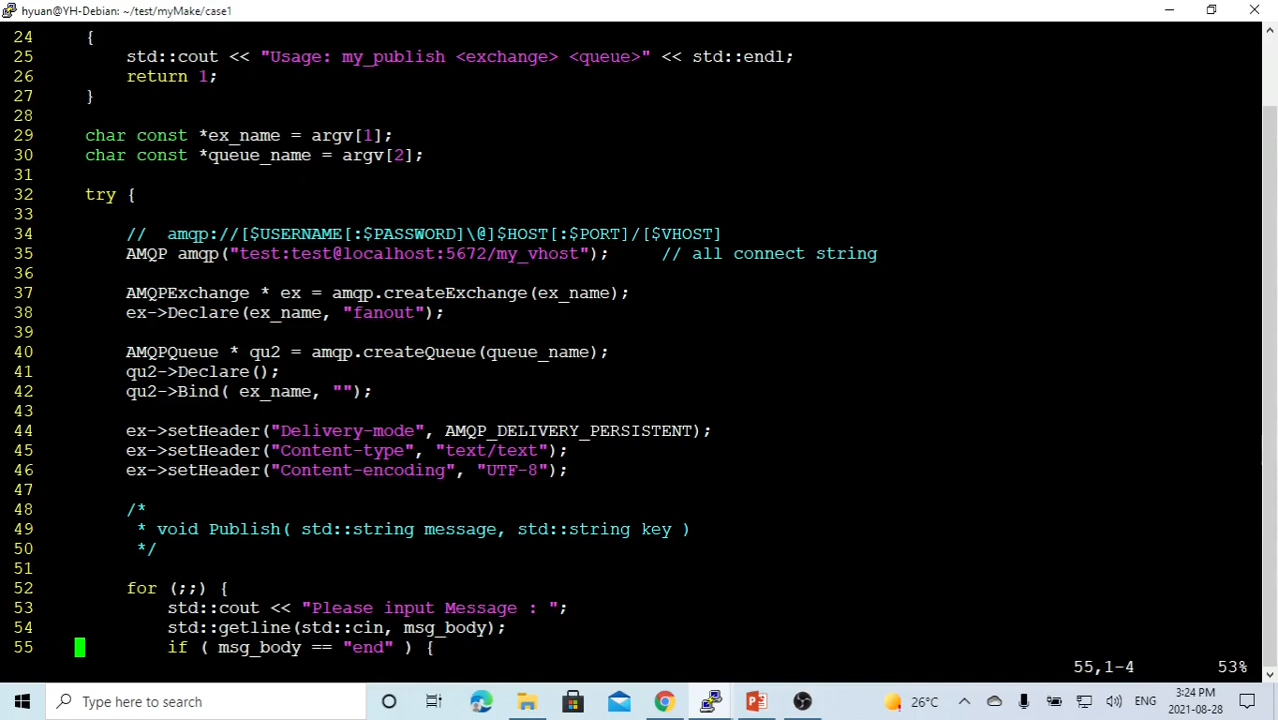 hyuan@YH-Debian: ~/test/myMake/case1
24     {
25         std::cout << "Usage: my_publish <exchange> <queue>" << std::endl;
26         return 1;
27     }
28
29     char const *ex_name = argv[1];
30     char const *queue_name = argv[2];
31
32     try {
33
34         //  amqp://[$USERNAME[:$PASSWORD]\@]$HOST[:$PORT]/[$VHOST]
35         AMQP amqp("test:test@localhost:5672/my_vhost");     // all connect string
36
37         AMQPExchange * ex = amqp.createExchange(ex_name);
38         ex->Declare(ex_name, "fanout");
39
40         AMQPQueue * qu2 = amqp.createQueue(queue_name);
41         qu2->Declare();
42         qu2->Bind( ex_name, "");
43
44         ex->setHeader("Delivery-mode", AMQP_DELIVERY_PERSISTENT);
45         ex->setHeader("Content-type", "text/text");
46         ex->setHeader("Content-encoding", "UTF-8");
47
48         /*
49          * void Publish( std::string message, std::string key )
50          */
51
52         for (;;) {
53             std::cout << "Please input Message : ";
54             std::getline(std::cin, msg_body);
55             if ( msg_body == "end" ) {
55,1-4 53%
Type here to search
26°C
ENG
3:24 PM
2021-08-28